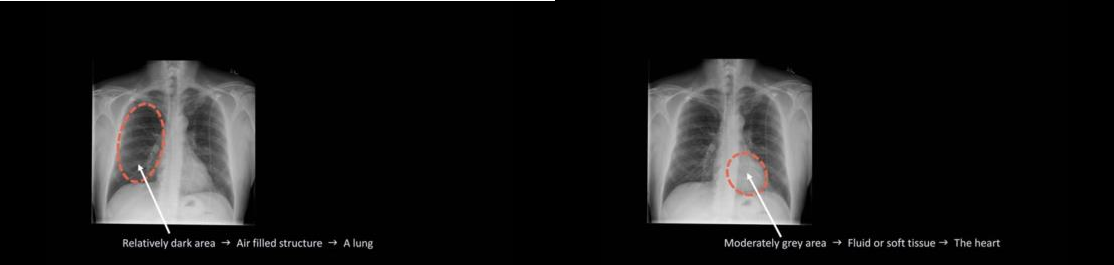 Relatively dark area → Air filled structure → A lung
Moderately grey area → Fluid or soft tissue → The heart